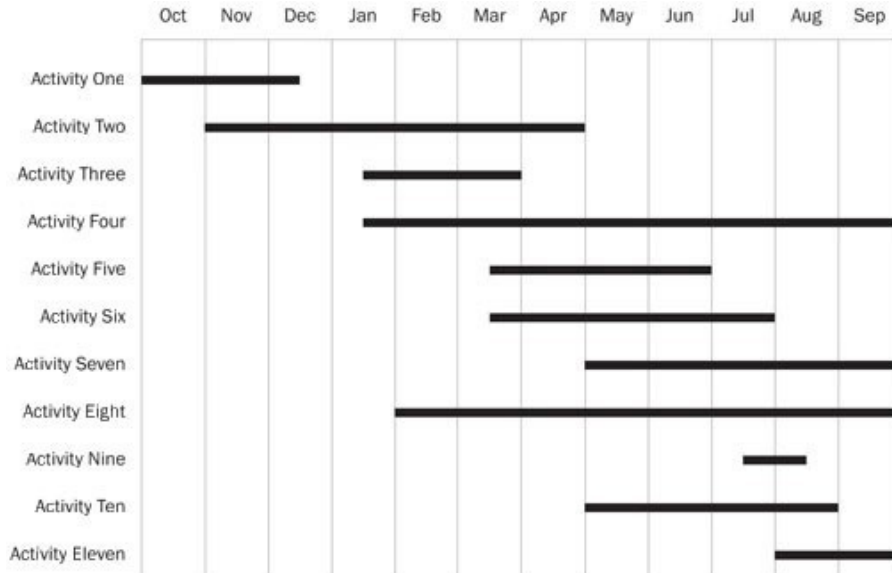 Oct Nov Dec Jan Feb Mar Apr May Jun Jul Aug Sep
Activity One
Activity Two
Activity Three
Activity Four
Activity Five
Activity Six
Activity Seven
Activity Eight
Activity Nine
Activity Ten
Activity Eleven